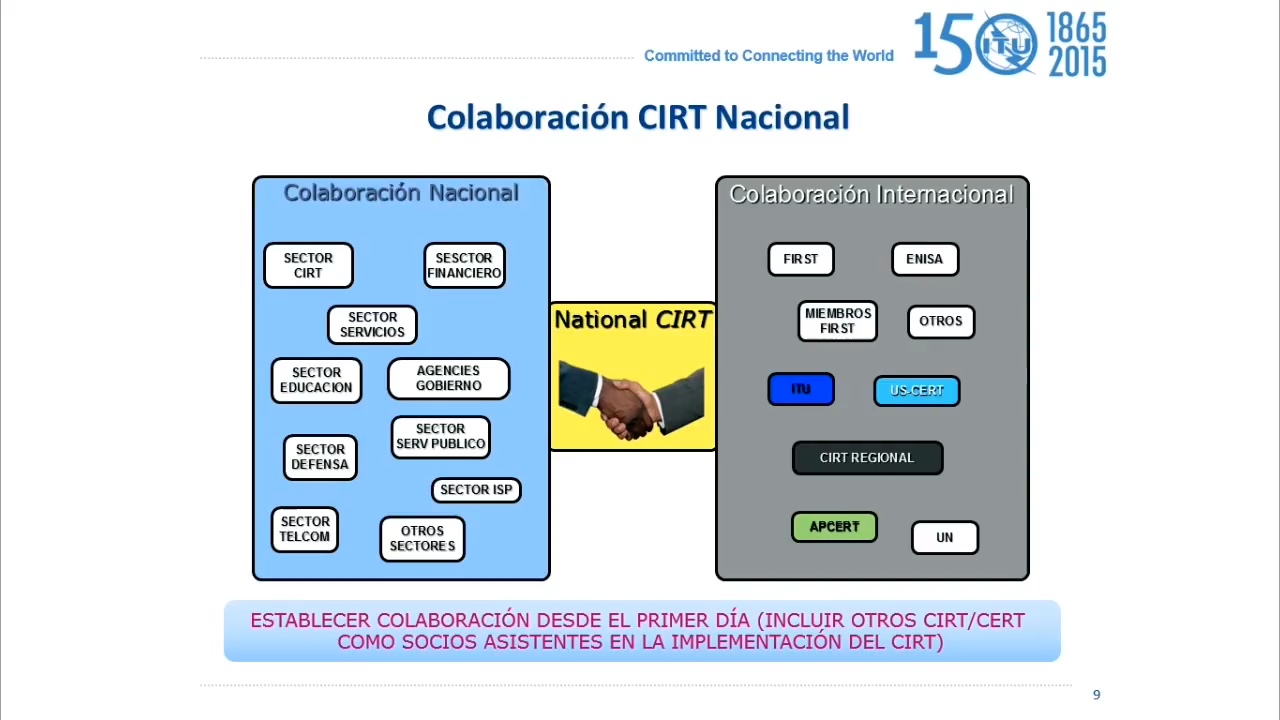 Committed to Connecting the World
150 ITU 1865
2015
Colaboración CIRT Nacional
Colaboración Nacional
SECTOR
CIRT
SESCTOR
FINANCIERO
SECTOR
SERVICIOS
SECTOR
EDUCACION
AGENCIES
GOBIERNO
SECTOR
SERV PUBLICO
SECTOR
DEFENSA
SECTOR ISP
SECTOR
TELCOM
OTROS
SECTORES
National CIRT
Colaboración Internacional
FIRST
ENISA
MIEMBROS
FIRST
OTROS
ITU
US-CERT
CIRT REGIONAL
APCERT
UN
ESTABLECER COLABORACIÓN DESDE EL PRIMER DÍA (INCLUIR OTROS CIRT/CERT
COMO SOCIOS ASISTENTES EN LA IMPLEMENTACIÓN DEL CIRT)
9